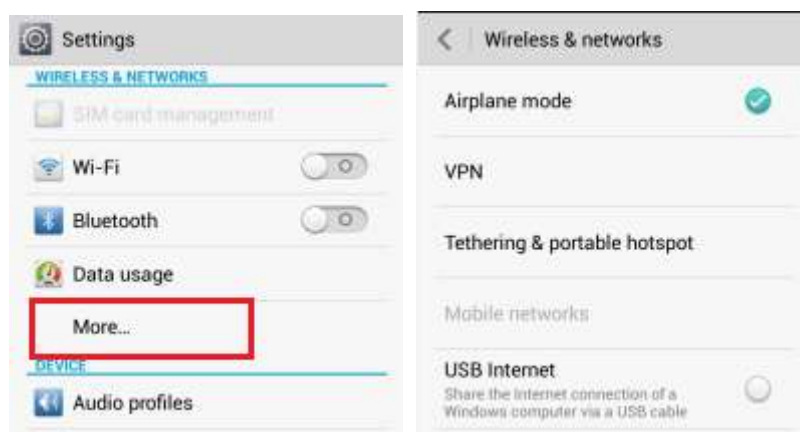 Settings
WIRELESS & NETWORKS
SIM card management
Wi-Fi
Bluetooth
Data usage
More...
DEVICE
Audio profiles
Wireless & networks
Airplane mode
VPN
Tethering & portable hotspot
Mobile networks
USB Internet
Share the Internet connection of a
Windows computer via a USB cable